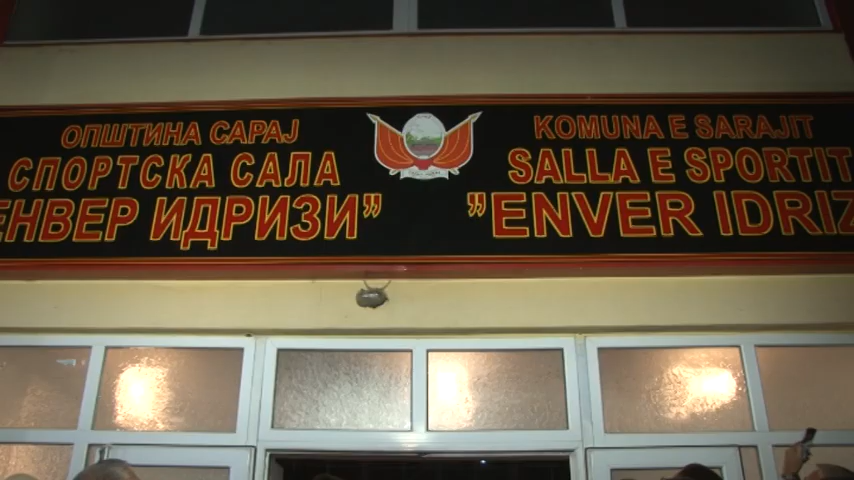 ОПШТИНА САРАЈ
СПОРТСКА САЛА
ЕНВЕР ИДРИЗИ”
KOMUNA E SARAJIT
SALLA E SPORTIT
”ENVER IDRIZ